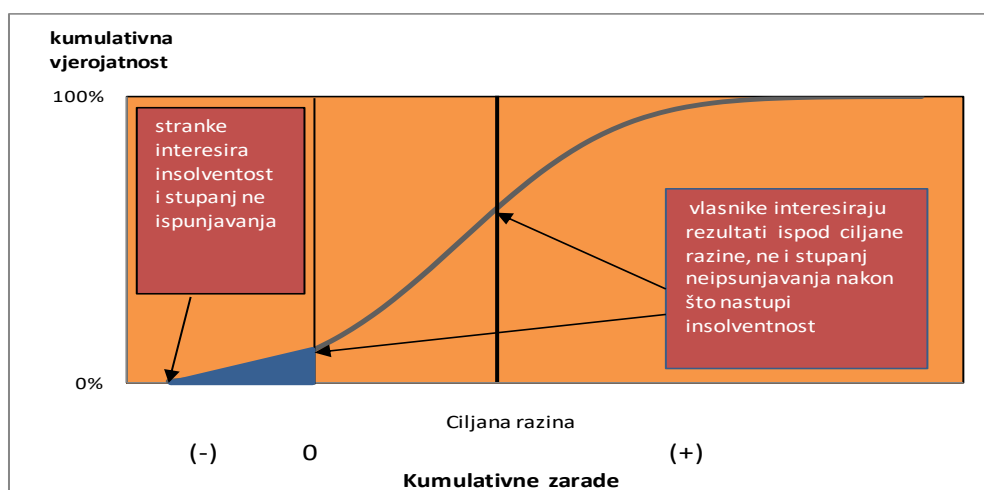 kumulativna
vjerojatnost
100%
stranke
interesira
insolventost
i stupanj ne
ispunjavanja
vlasnike interesiraju
rezultati ispod ciljane
razine, ne i stupanj
neipsunjavanja nakon
što nastupi
insolventnost
0%
Ciljana razina
(-) 0 (+)
Kumulativne zarade